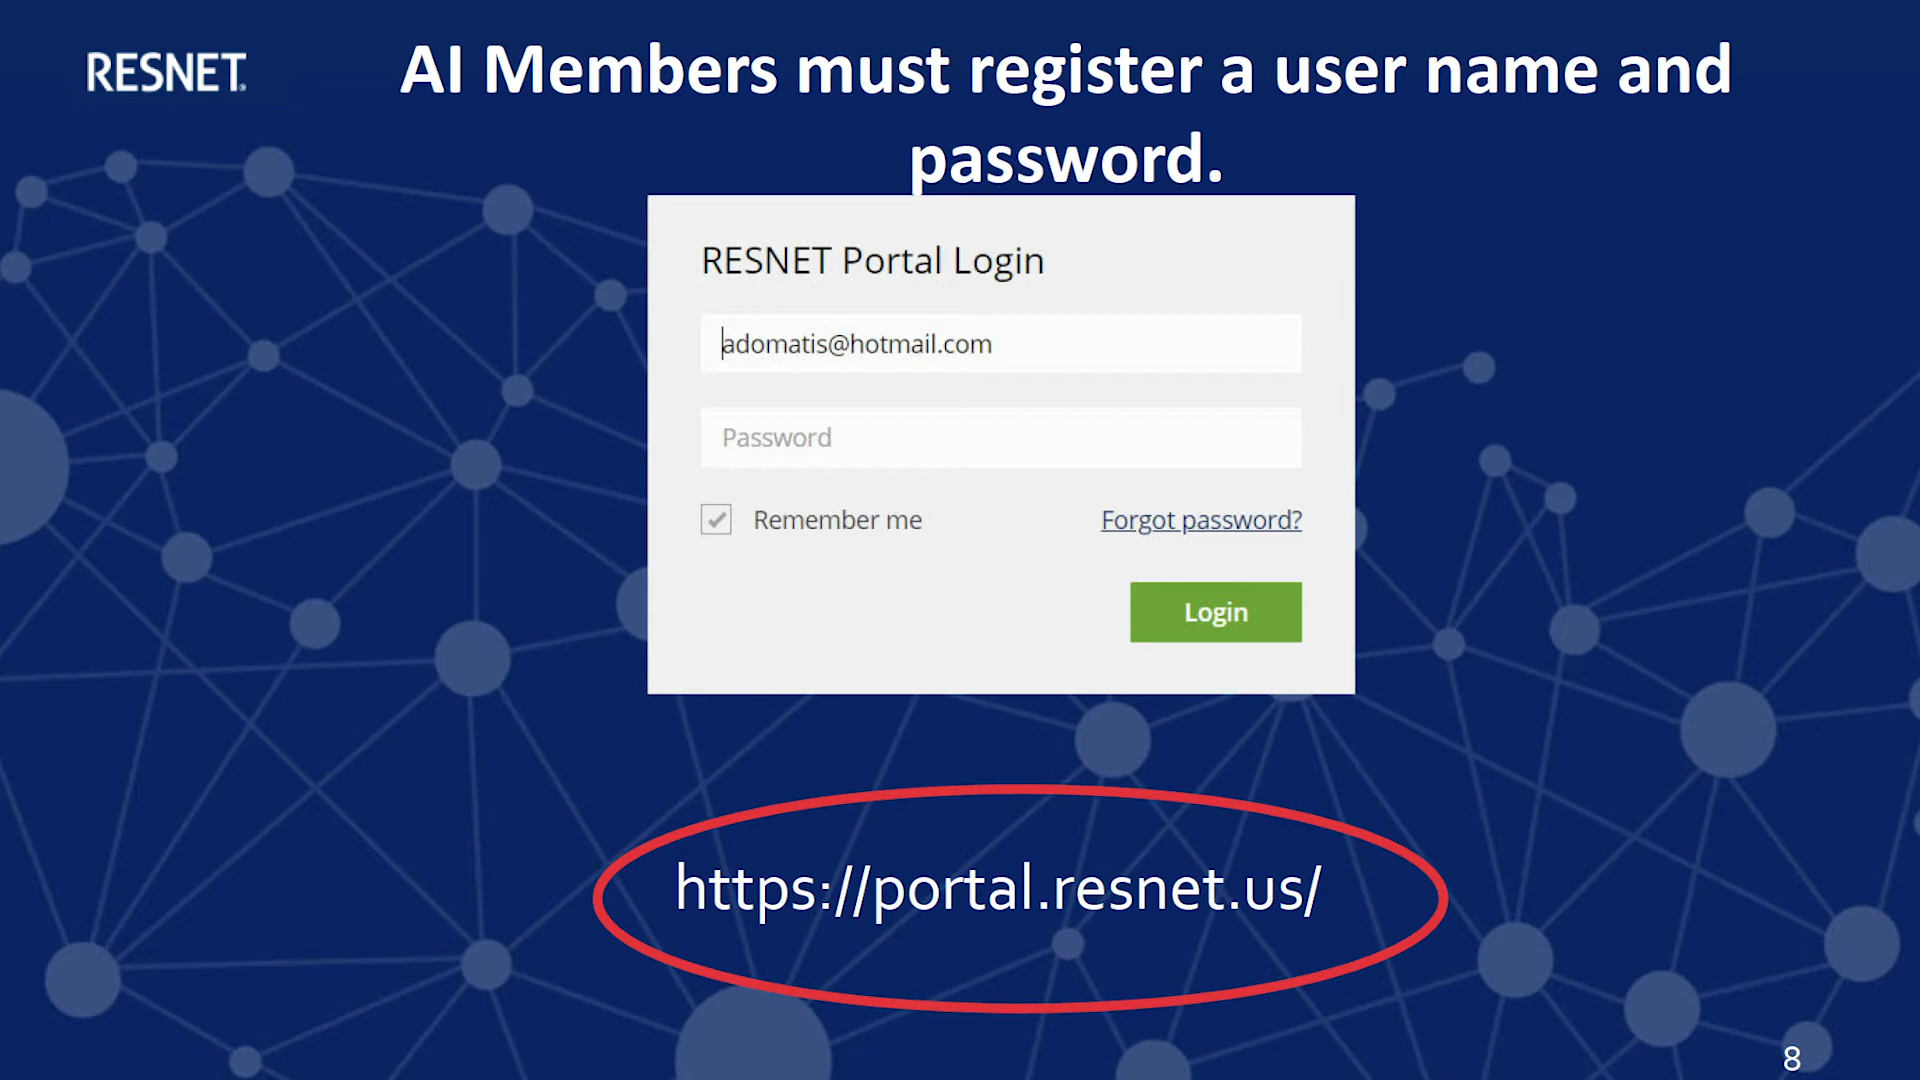 RESNET
AI Members must register a user name and
password.
RESNET Portal Login
adomatis@hotmail.com
Password
Remember me
Forgot password?
Login
https://portal.resnet.us/
8